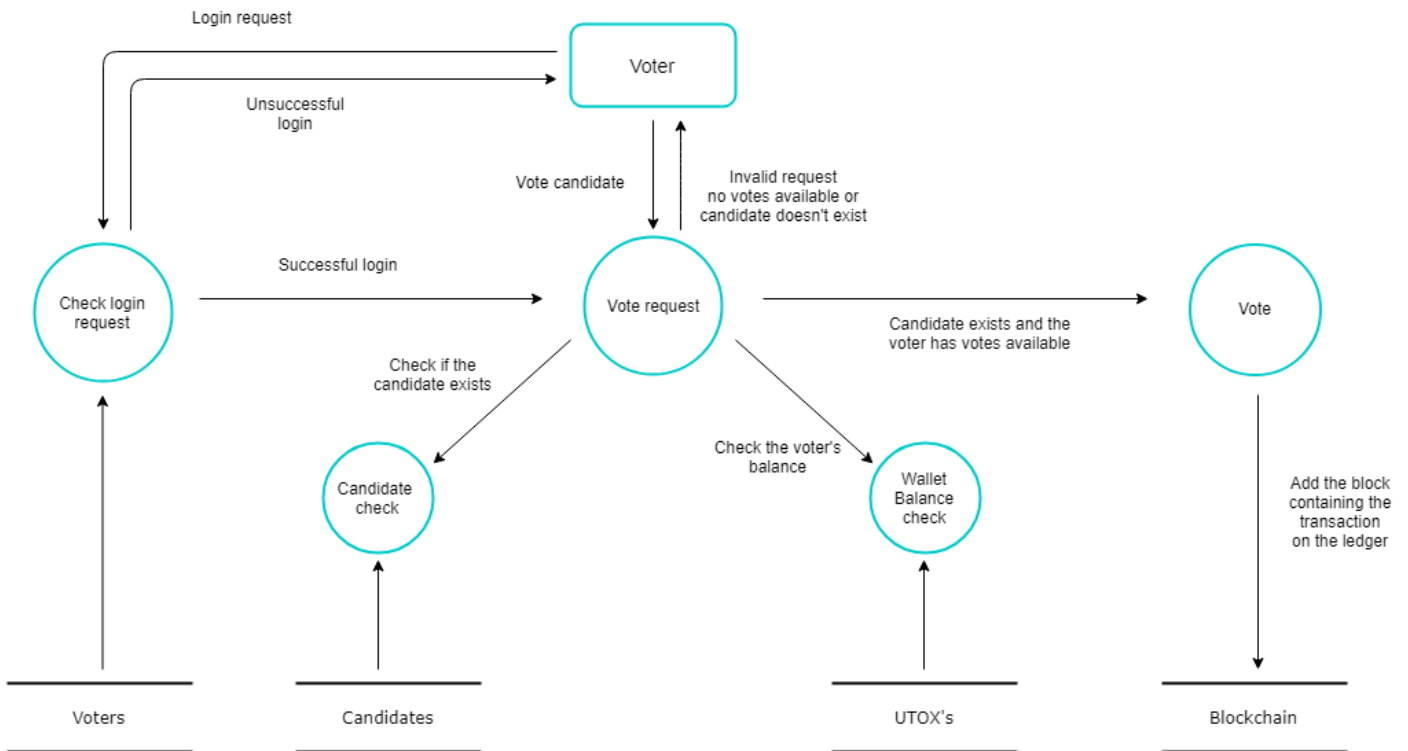 Login request
Voter
Unsuccessful
login
Vote candidate
Invalid request
no votes available or
candidate doesn't exist
Successful login
Check login
request
Vote request
Vote
Candidate exists and the
voter has votes available
Check if the
candidate exists
Check the voter's
balance
Candidate
check
Wallet
Balance
check
Add the block
containing the
transaction
on the ledger
Voters
Candidates
UTOX's
Blockchain